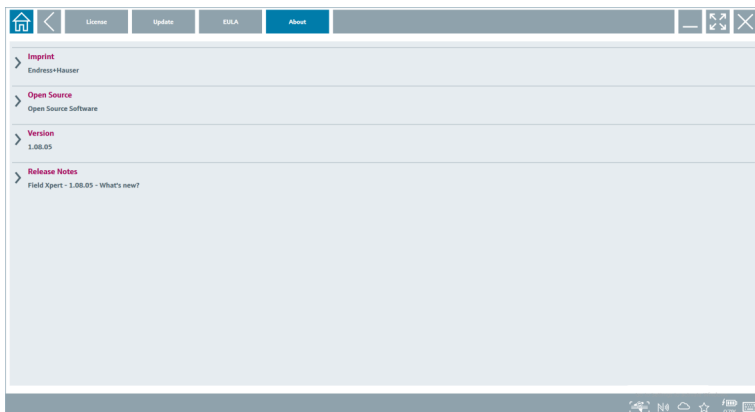 License
Update
EULA
About
Imprint
Endress+Hauser
Open Source
Open Source Software
Version
1.08.05
Release Notes
Field Xpert - 1.08.05 - What's new?